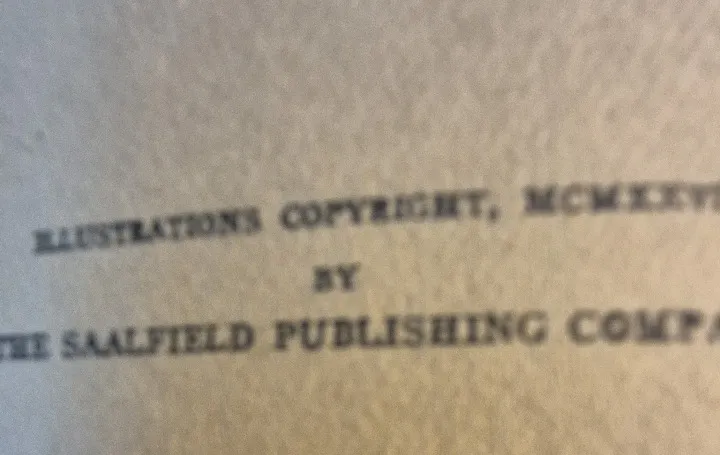 ILLUSTRATIONS COPYRIGHT, MCMXXVI
BY
THE SAALFIELD PUBLISHING COMPA